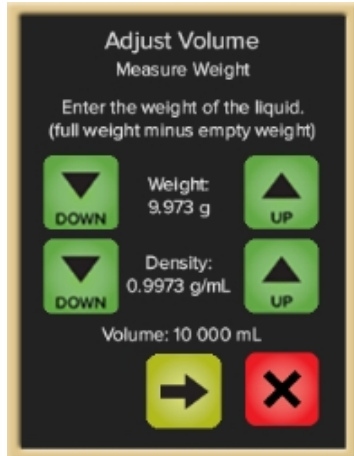 Adjust Volume
Measure Weight
Enter the weight of the liquid.
(full weight minus empty weight)
DOWN
Weight:
9.973 g
UP
DOWN
Density:
0.9973 g/mL
UP
Volume: 10 000 mL